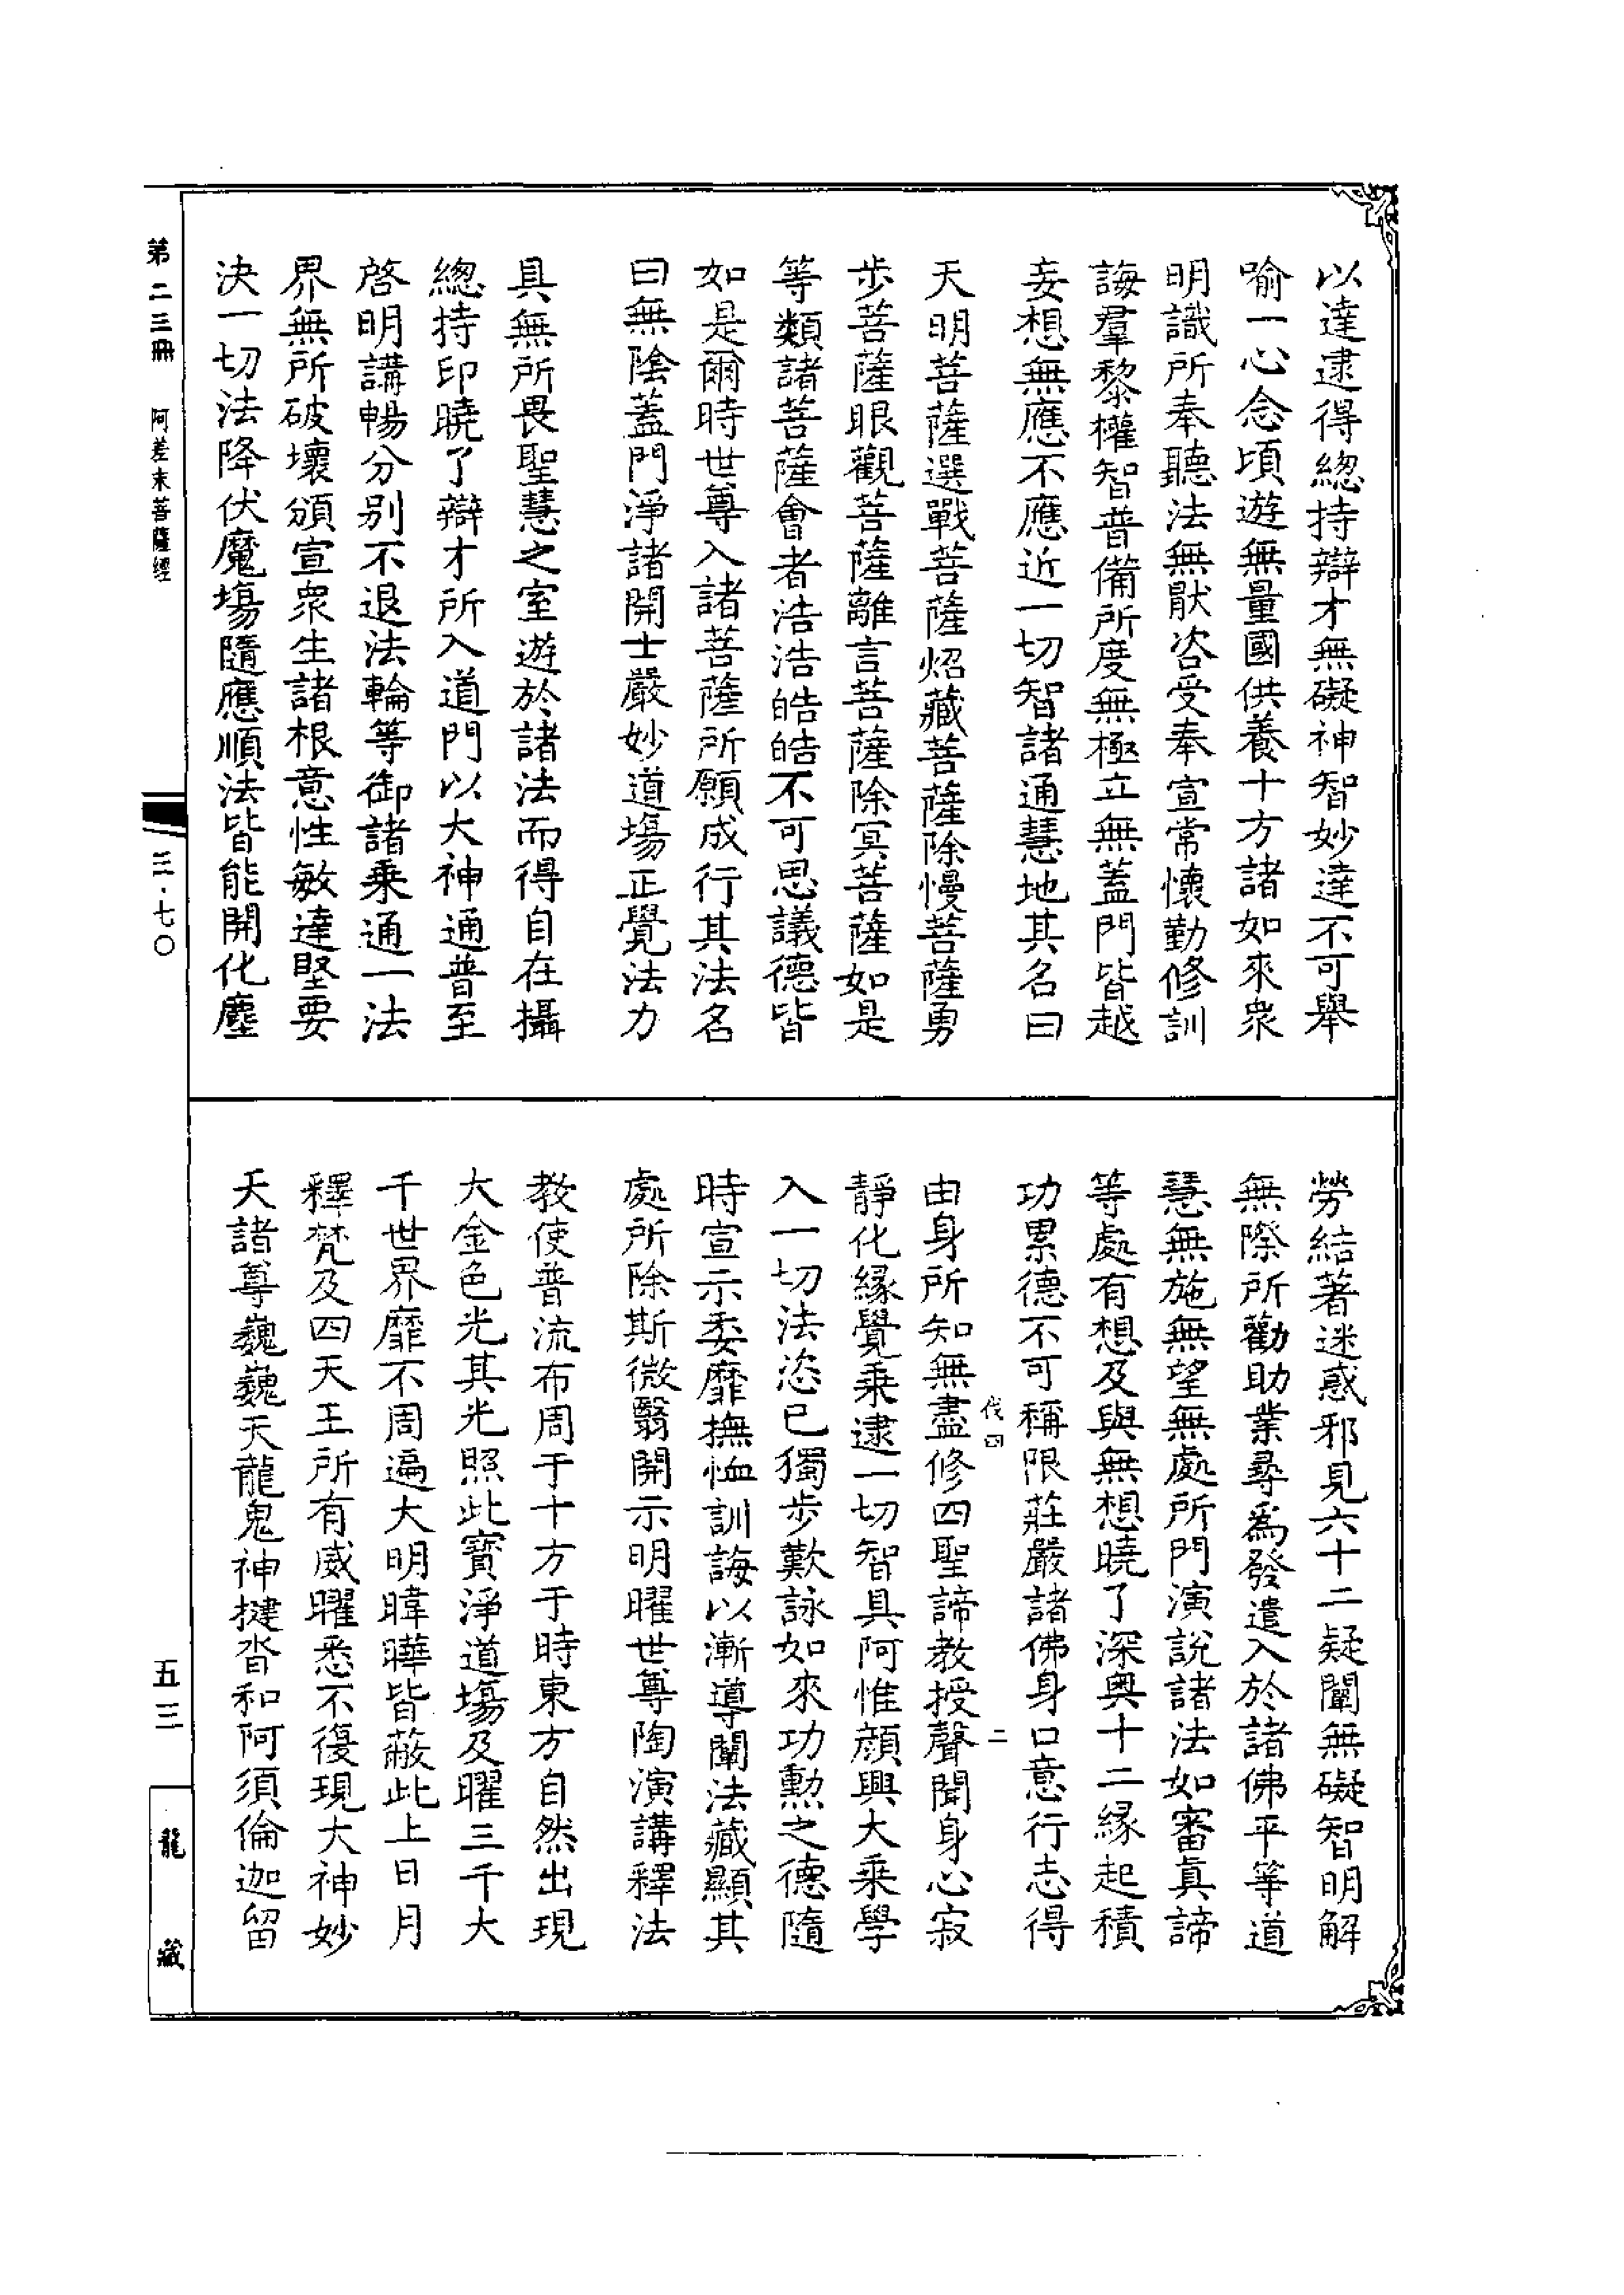 以達逮得總持辯才無礙神智妙達不可舉
喻一心念頃遊無量國供養十方諸如來衆
明識所奉聽法無猒咨受奉宣常懷勤修訓
誨羣黎權智普備所度無極立無蓋門皆越
妄想無應不應近一切智諸通慧地其名曰
天明菩薩選戰菩薩炤藏菩薩除慢菩薩勇
步菩薩眼觀菩薩離言菩薩除冥菩薩如是
等類諸菩薩會者浩浩皓皓不可思議德皆
如是爾時世尊入諸菩薩所願成行其法名
曰無陰蓋門淨諸開士嚴妙道場正覺法力
具無所畏聖慧之室遊於諸法而得自在攝
總持印曉了辯才所入道門以大神通普至
啓明講暢分別不退法輪等御諸乘通一法
界無所破壞頒宣衆生諸根意性敏達堅要
決一切法降伏魔場隨應順法皆能開化塵
勞結著迷惑邪見六十二疑闡無礙智明解
無際所勸助業尋爲發遣入於諸佛平等道
慧無施無望無處所門演說諸法如審真諦
等處有想及與無想曉了深奧十二緣起積
功累德不可稱限莊嚴諸佛身口意行志得
伐四 二
由身所知無盡修四聖諦教授聲聞身心寂
靜化緣覺乘逮一切智具阿惟顔興大乘學
入一切法恣已獨步歎詠如來功勲之德隨
時宣示委靡撫恤訓誨以漸導闡法藏顯其
處所除斯微翳開示明曜世尊陶演講釋法
教使普流布周于十方于時東方自然出現
大金色光其光照此寶淨道場及曜三千大
千世界靡不周遍大明暐曄皆蔽此上日月
釋梵及四天王所有威曜悉不復現大神妙
天諸尊巍巍天龍鬼神揵沓和阿須倫迦留
第二三冊 阿差末菩薩經
三·七〇
五三
龍藏